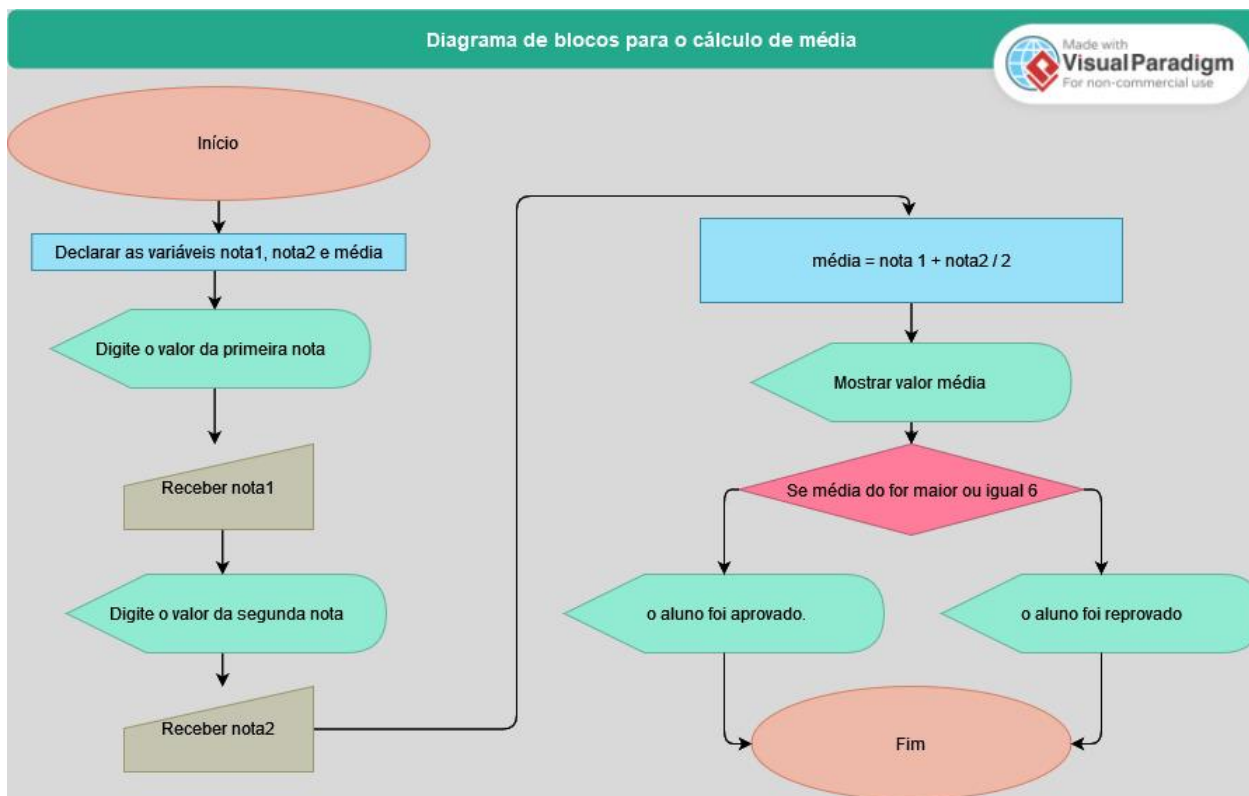 Diagrama de blocos para o cálculo de média
Made with
Visual Paradigm
For non-commercial use
Início
Declarar as variáveis nota1, nota2 e média
Digite o valor da primeira nota
Receber nota1
Digite o valor da segunda nota
Receber nota2
média = nota 1 + nota2 / 2
Mostrar valor média
Se média do for maior ou igual 6
o aluno foi aprovado.
o aluno foi reprovado
Fim